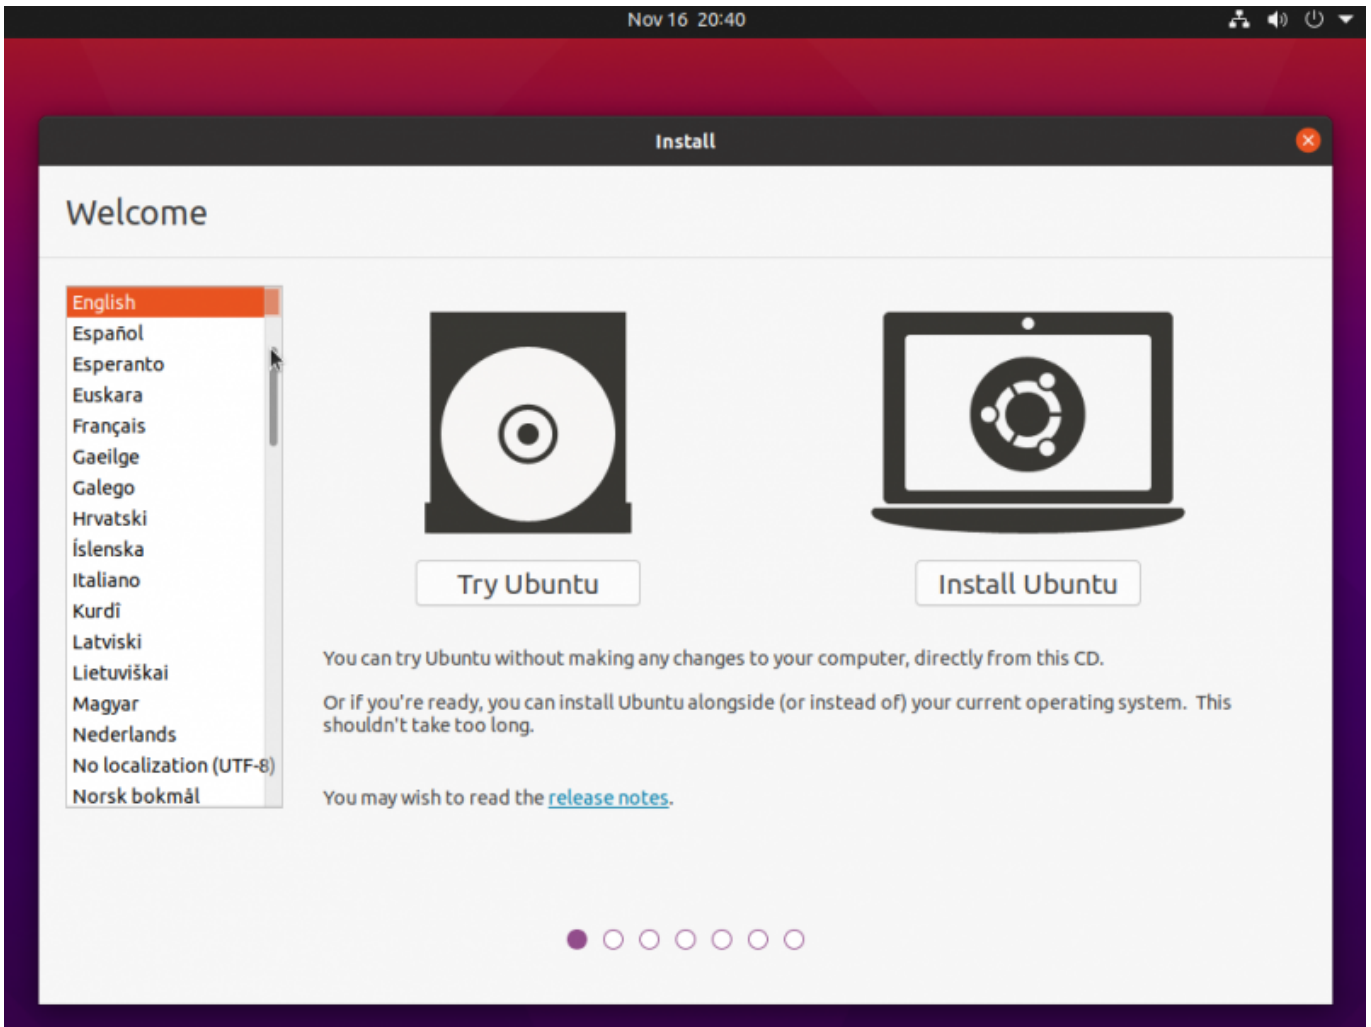 Nov 16  20:40
Install
Welcome
English
Español
Esperanto
Euskara
Français
Gaeilge
Galego
Hrvatski
Íslenska
Italiano
Kurdî
Latviski
Lietuviškai
Magyar
Nederlands
No localization (UTF-8)
Norsk bokmål
Try Ubuntu
Install Ubuntu
You can try Ubuntu without making any changes to your computer, directly from this CD.
Or if you're ready, you can install Ubuntu alongside (or instead of) your current operating system.  This
shouldn't take too long.
You may wish to read the release notes.